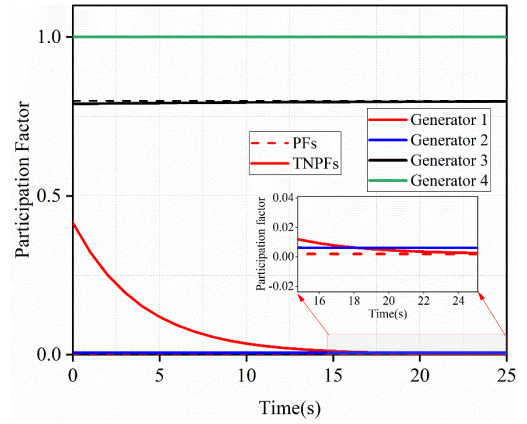 1.0
0.5
0.0
Participation Factor
0
5
10
15
20
25
Time(s)
PFs
TNPFs
Generator 1
Generator 2
Generator 3
Generator 4
0.04
0.02
0.00
-0.02
Participation factor
16
18
20
22
24
Time(s)